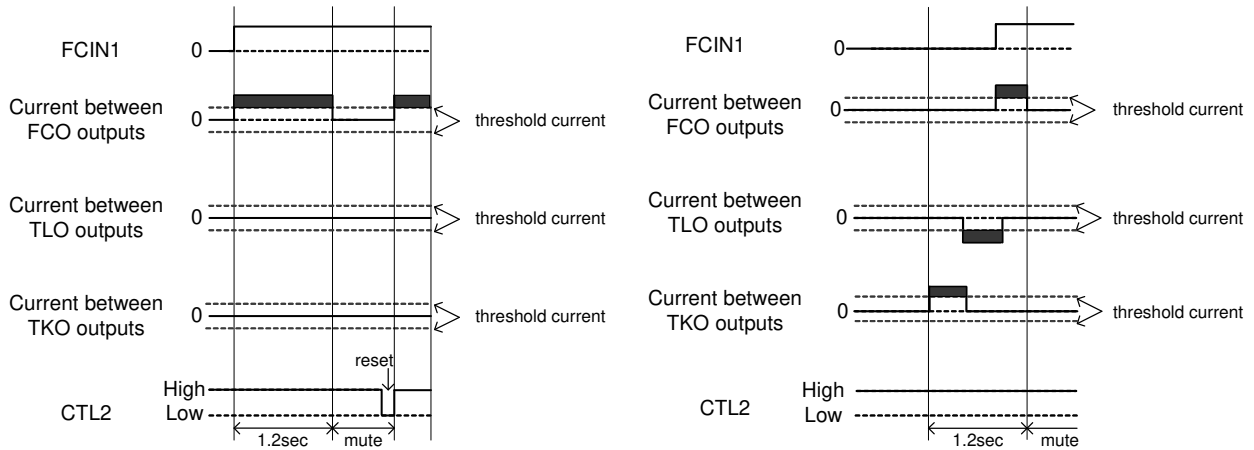 FCIN1
0
Current between
FCO outputs
0
threshold current
Current between
TLO outputs
0
threshold current
Current between
TKO outputs
0
threshold current
reset
CTL2
High
Low
1.2sec
mute
FCIN1
0
Current between
FCO outputs
0
threshold current
Current between
TLO outputs
0
threshold current
Current between
TKO outputs
0
threshold current
CTL2
High
Low
1.2sec
mute